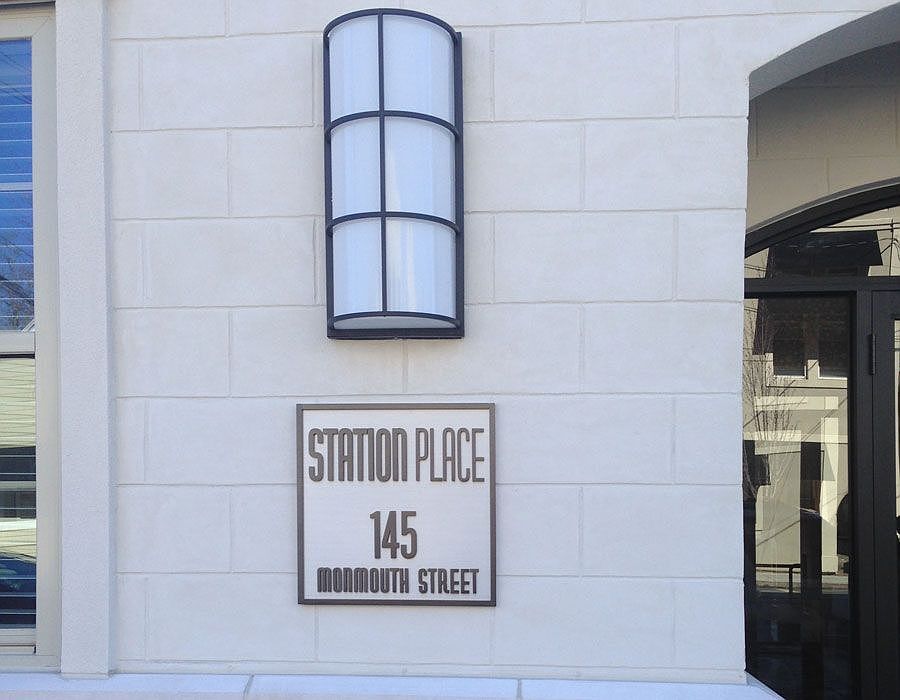 STATION PLACE
145
MONMOUTH STREET